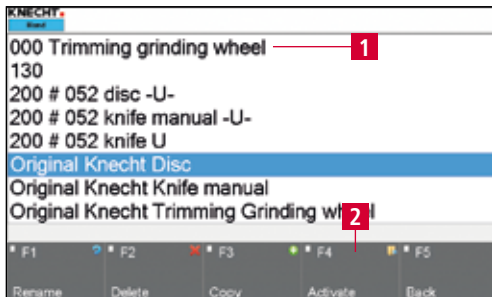 KNECHT.
000 Trimming grinding wheel
1
130
200 # 052 disc -U-
200 # 052 knife manual -U-
200 # 052 knife U
Original Knecht Disc
Original Knecht Knife manual
Original Knecht Trimming Grinding wh l
2
F1 F2 F3 F4 F5
Rename Delete Copy Activate Back